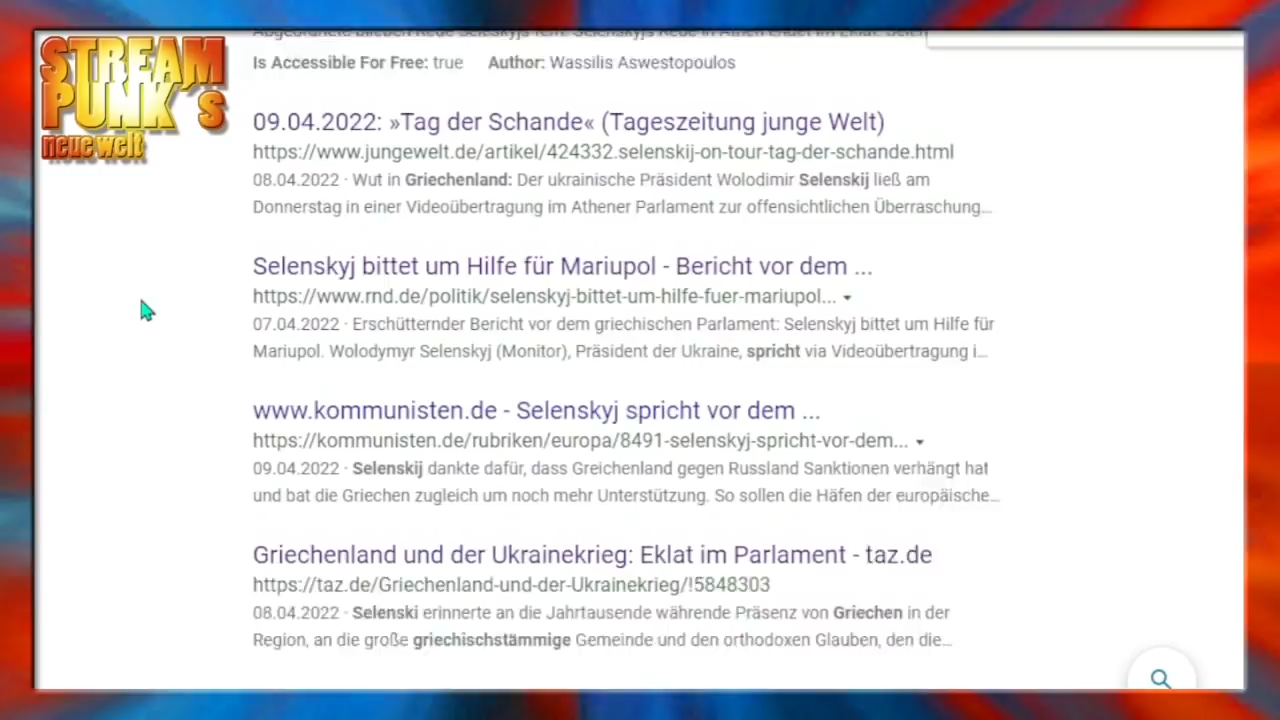 STREAM
PUNK´s
neue welt
Is Accessible For Free: true Author: Wassilis Aswestopoulos
09.04.2022: »Tag der Schande« (Tageszeitung junge Welt)
https://www.jungewelt.de/artikel/424332.selenskij-on-tour-tag-der-schande.html
08.04.2022 · Wut in Griechenland: Der ukrainische Präsident Wolodimir Selenskij ließ am
Donnerstag in einer Videoübertragung im Athener Parlament zur offensichtlichen Überraschung...
Selenskyj bittet um Hilfe für Mariupol - Bericht vor dem ...
https://www.rnd.de/politik/selenskyj-bittet-um-hilfe-fuer-mariupol...
07.04.2022 · Erschütternder Bericht vor dem griechischen Parlament: Selenskyj bittet um Hilfe für
Mariupol. Wolodymyr Selenskyj (Monitor), Präsident der Ukraine, spricht via Videoübertragung i...
www.kommunisten.de - Selenskyj spricht vor dem ...
https://kommunisten.de/rubriken/europa/8491-selenskyj-spricht-vor-dem...
09.04.2022 · Selenskij dankte dafür, dass Greichenland gegen Russland Sanktionen verhängt hat
und bat die Griechen zugleich um noch mehr Unterstützung. So sollen die Häfen der europäische...
Griechenland und der Ukrainekrieg: Eklat im Parlament - taz.de
https://taz.de/Griechenland-und-der-Ukrainekrieg/!5848303
08.04.2022 · Selenski erinnerte an die Jahrtausende währende Präsenz von Griechen in der
Region, an die große griechischstämmige Gemeinde und den orthodoxen Glauben, den die...